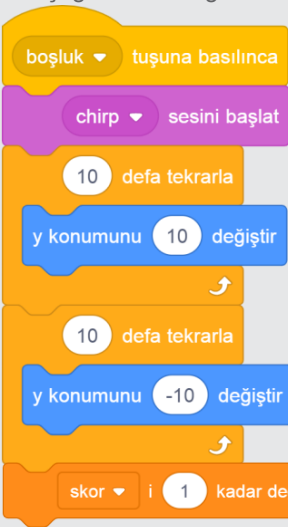 boşluk tuşuna basılınca
chirp sesini başlat
10 defa tekrarla
y konumunu 10 değiştir
10 defa tekrarla
y konumunu -10 değiştir
skor i 1 kadar de